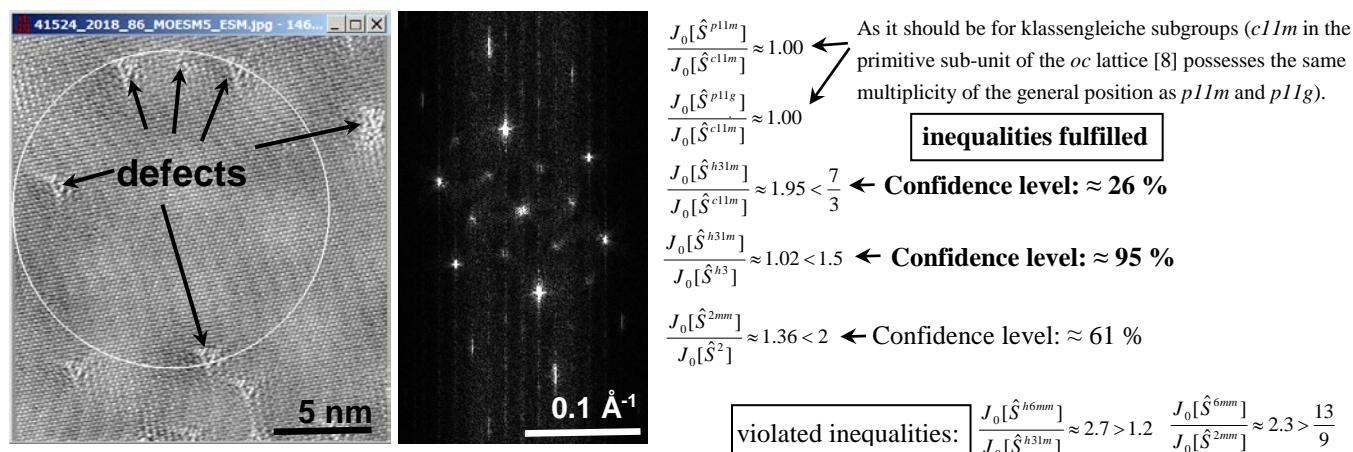 41524_2018_86_MOESM5_ESM.jpg - 146...
defects
5 nm
0.1 Å⁻¹
J₀[Ŝ^p11m] / J₀[Ŝ^c11m] ≈ 1.00
As it should be for klassengleiche subgroups (c11m in the
primitive sub-unit of the oc lattice [8] possesses the same
multiplicity of the general position as p11m and p11g).
J₀[Ŝ^p11g] / J₀[Ŝ^c11m] ≈ 1.00
inequalities fulfilled
J₀[Ŝ^h31m] / J₀[Ŝ^c11m] ≈ 1.95 < 7/3
Confidence level: ≈ 26 %
J₀[Ŝ^h31m] / J₀[Ŝ^h3] ≈ 1.02 < 1.5
Confidence level: ≈ 95 %
J₀[Ŝ^2mm] / J₀[Ŝ^2] ≈ 1.36 < 2
Confidence level: ≈ 61 %
violated inequalities:
J₀[Ŝ^h6mm] / J₀[Ŝ^h31m] ≈ 2.7 > 1.2
J₀[Ŝ^6mm] / J₀[Ŝ^2mm] ≈ 2.3 > 13/9